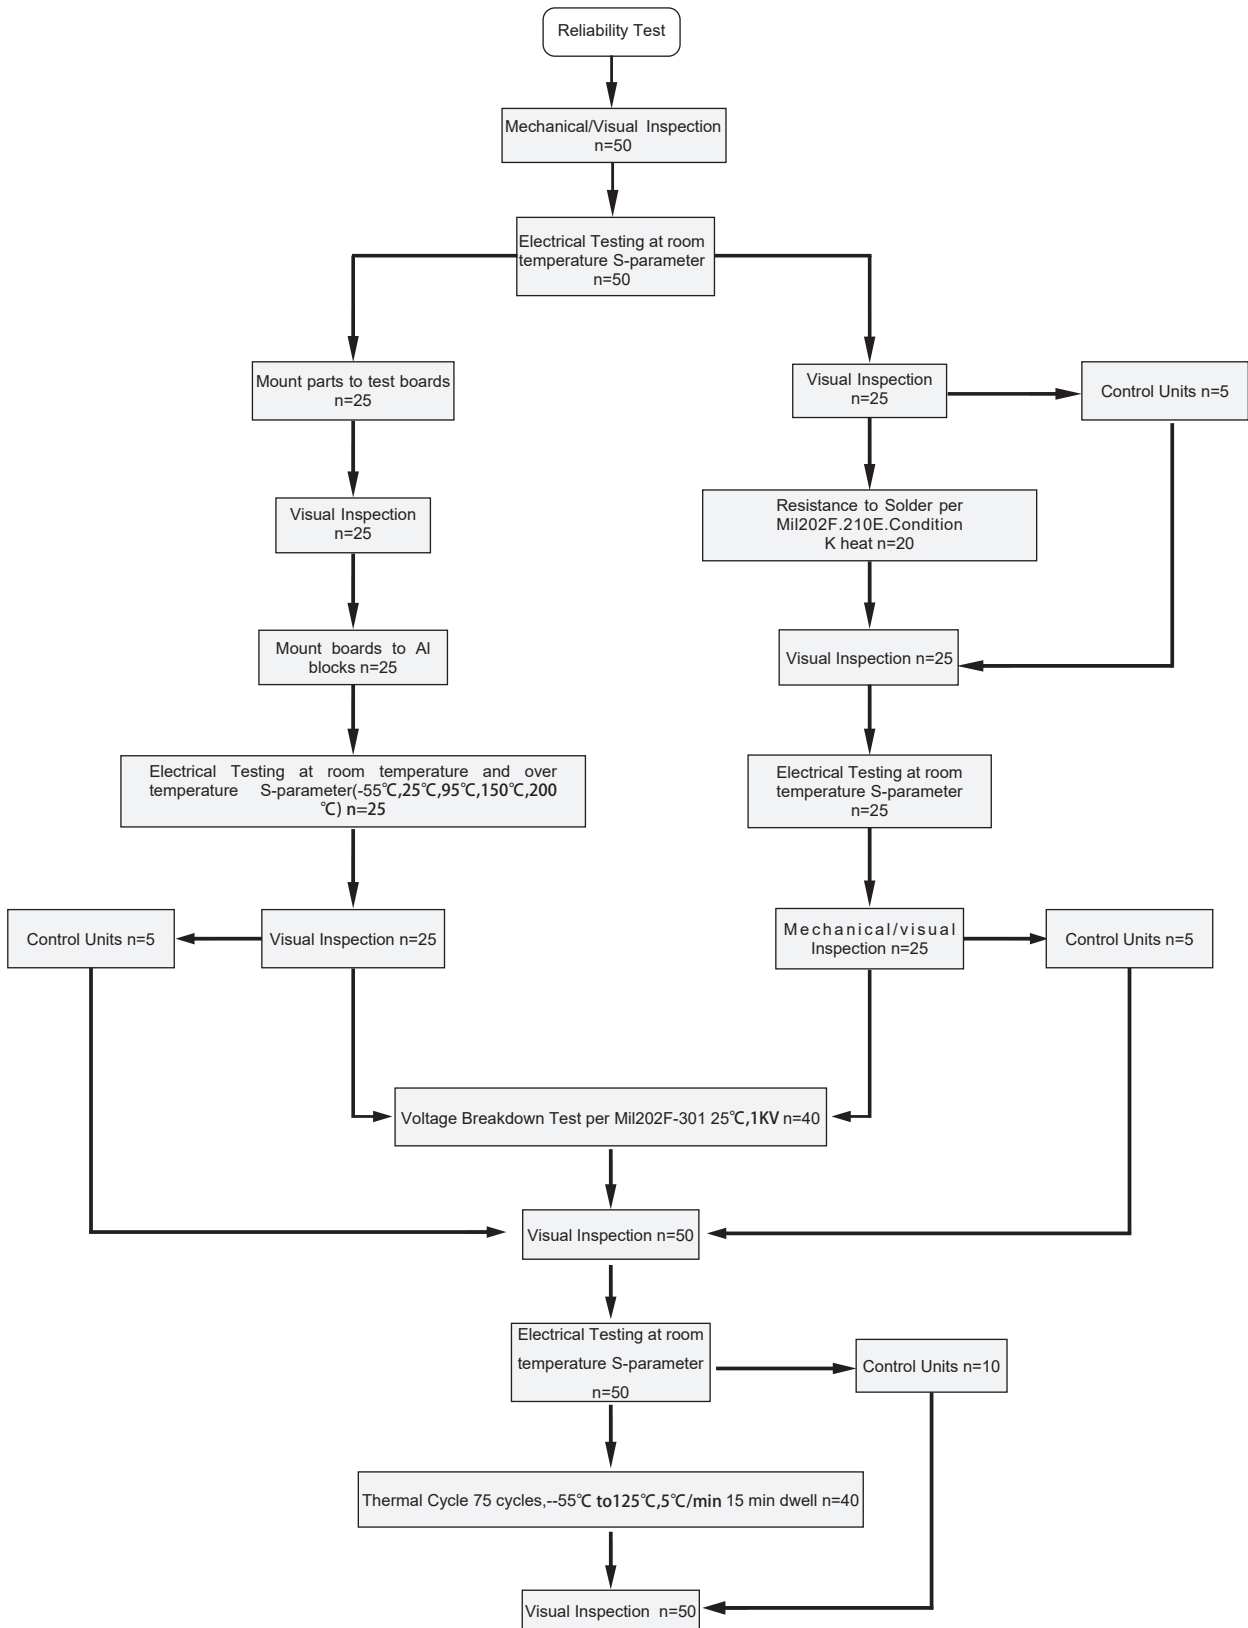 Reliability Test
Mechanical/Visual Inspection
n=50
Electrical Testing at room
temperature S-parameter
n=50
Mount parts to test boards
n=25
Visual Inspection
n=25
Control Units n=5
Visual Inspection
n=25
Resistance to Solder per
Mil202F.210E.Condition
K heat n=20
Mount boards to Al
blocks n=25
Visual Inspection n=25
Electrical Testing at room temperature and over
temperature S-parameter(-55℃,25℃,95℃,150℃,200
℃) n=25
Electrical Testing at room
temperature S-parameter
n=25
Control Units n=5
Visual Inspection n=25
Mechanical/visual
Inspection n=25
Control Units n=5
Voltage Breakdown Test per Mil202F-301 25℃,1KV n=40
Visual Inspection n=50
Electrical Testing at room
temperature S-parameter
n=50
Control Units n=10
Thermal Cycle 75 cycles,--55℃ to125℃,5℃/min 15 min dwell n=40
Visual Inspection n=50